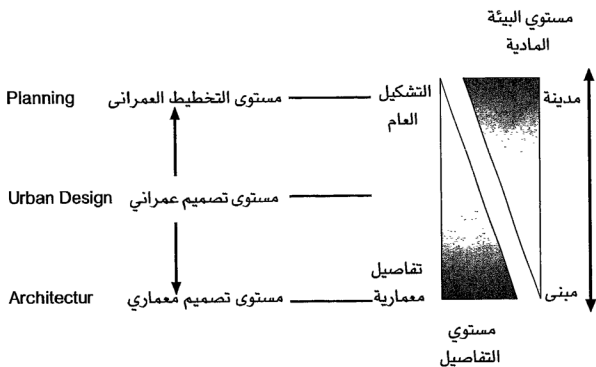 مستوي البيئة
المادية
Planning
مستوى التخطيط العمرانى
التشكيل
العام
مدينة
Urban Design
مستوى تصميم عمراني
Architectur
مستوى تصميم معماري
تفاصيل
معمارية
مبنى
مستوي
التفاصيل